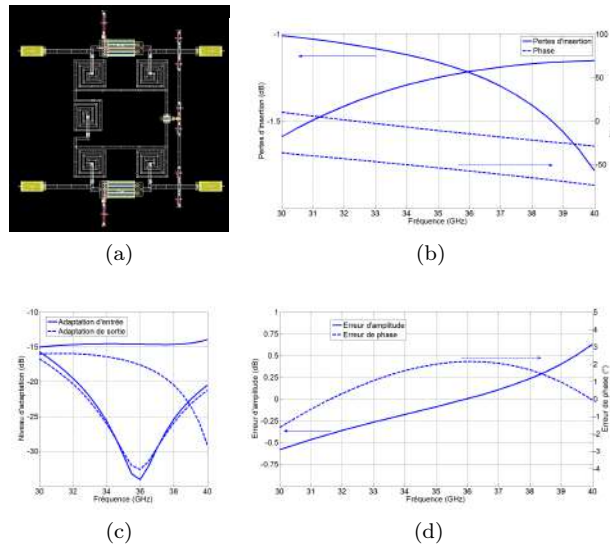 (a)
-1
-1.5
100
50
0
-50
30 31 32 33 34 35 36 37 38 39 40
Pertes d'insertion (dB)
Fréquence (GHz)
Pertes d'insertion
Phase
(b)
-10
-15
-20
-25
-30
30 32 34 36 38 40
Niveau d'adaptation (dB)
Fréquence (GHz)
Adaptation d'entrée
Adaptation de sortie
(c)
1
0.75
0.5
0.25
0
-0.25
-0.5
-0.75
5
4
3
2
1
0
-1
-2
-3
-4
30 31 32 33 34 35 36 37 38 39 40
Erreur d'amplitude (dB)
Erreur de phase (°)
Fréquence (GHz)
Erreur d'amplitude
Erreur de phase
(d)